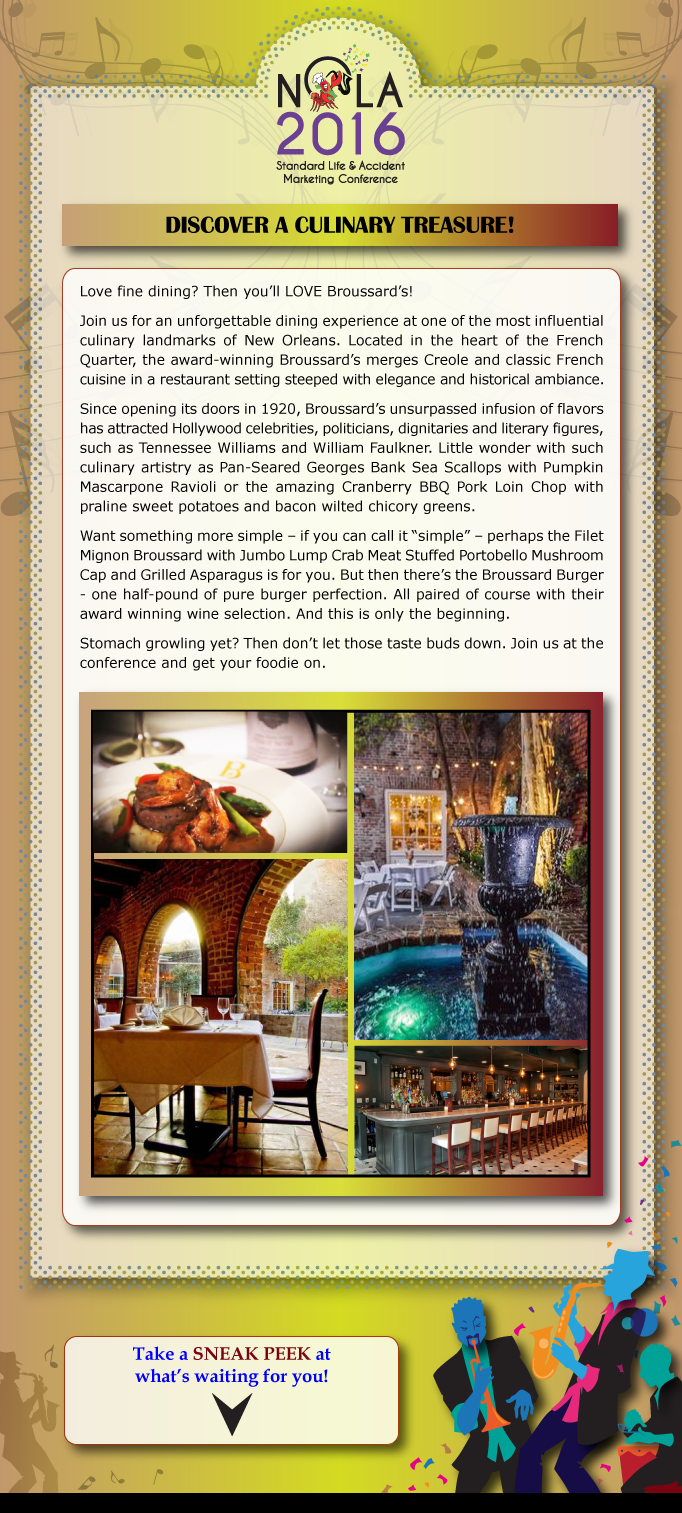 NOLA
2016
Standard Life & Accident
Marketing Conference
DISCOVER A CULINARY TREASURE!
Love fine dining? Then you’ll LOVE Broussard’s!
Join us for an unforgettable dining experience at one of the most influential
culinary landmarks of New Orleans. Located in the heart of the French
Quarter, the award-winning Broussard’s merges Creole and classic French
cuisine in a restaurant setting steeped with elegance and historical ambiance.
Since opening its doors in 1920, Broussard’s unsurpassed infusion of flavors
has attracted Hollywood celebrities, politicians, dignitaries and literary figures,
such as Tennessee Williams and William Faulkner. Little wonder with such
culinary artistry as Pan-Seared Georges Bank Sea Scallops with Pumpkin
Mascarpone Ravioli or the amazing Cranberry BBQ Pork Loin Chop with
praline sweet potatoes and bacon wilted chicory greens.
Want something more simple – if you can call it “simple” – perhaps the Filet
Mignon Broussard with Jumbo Lump Crab Meat Stuffed Portobello Mushroom
Cap and Grilled Asparagus is for you. But then there’s the Broussard Burger
- one half-pound of pure burger perfection. All paired of course with their
award winning wine selection. And this is only the beginning.
Stomach growling yet? Then don’t let those taste buds down. Join us at the
conference and get your foodie on.
B
Take a SNEAK PEEK at
what’s waiting for you!